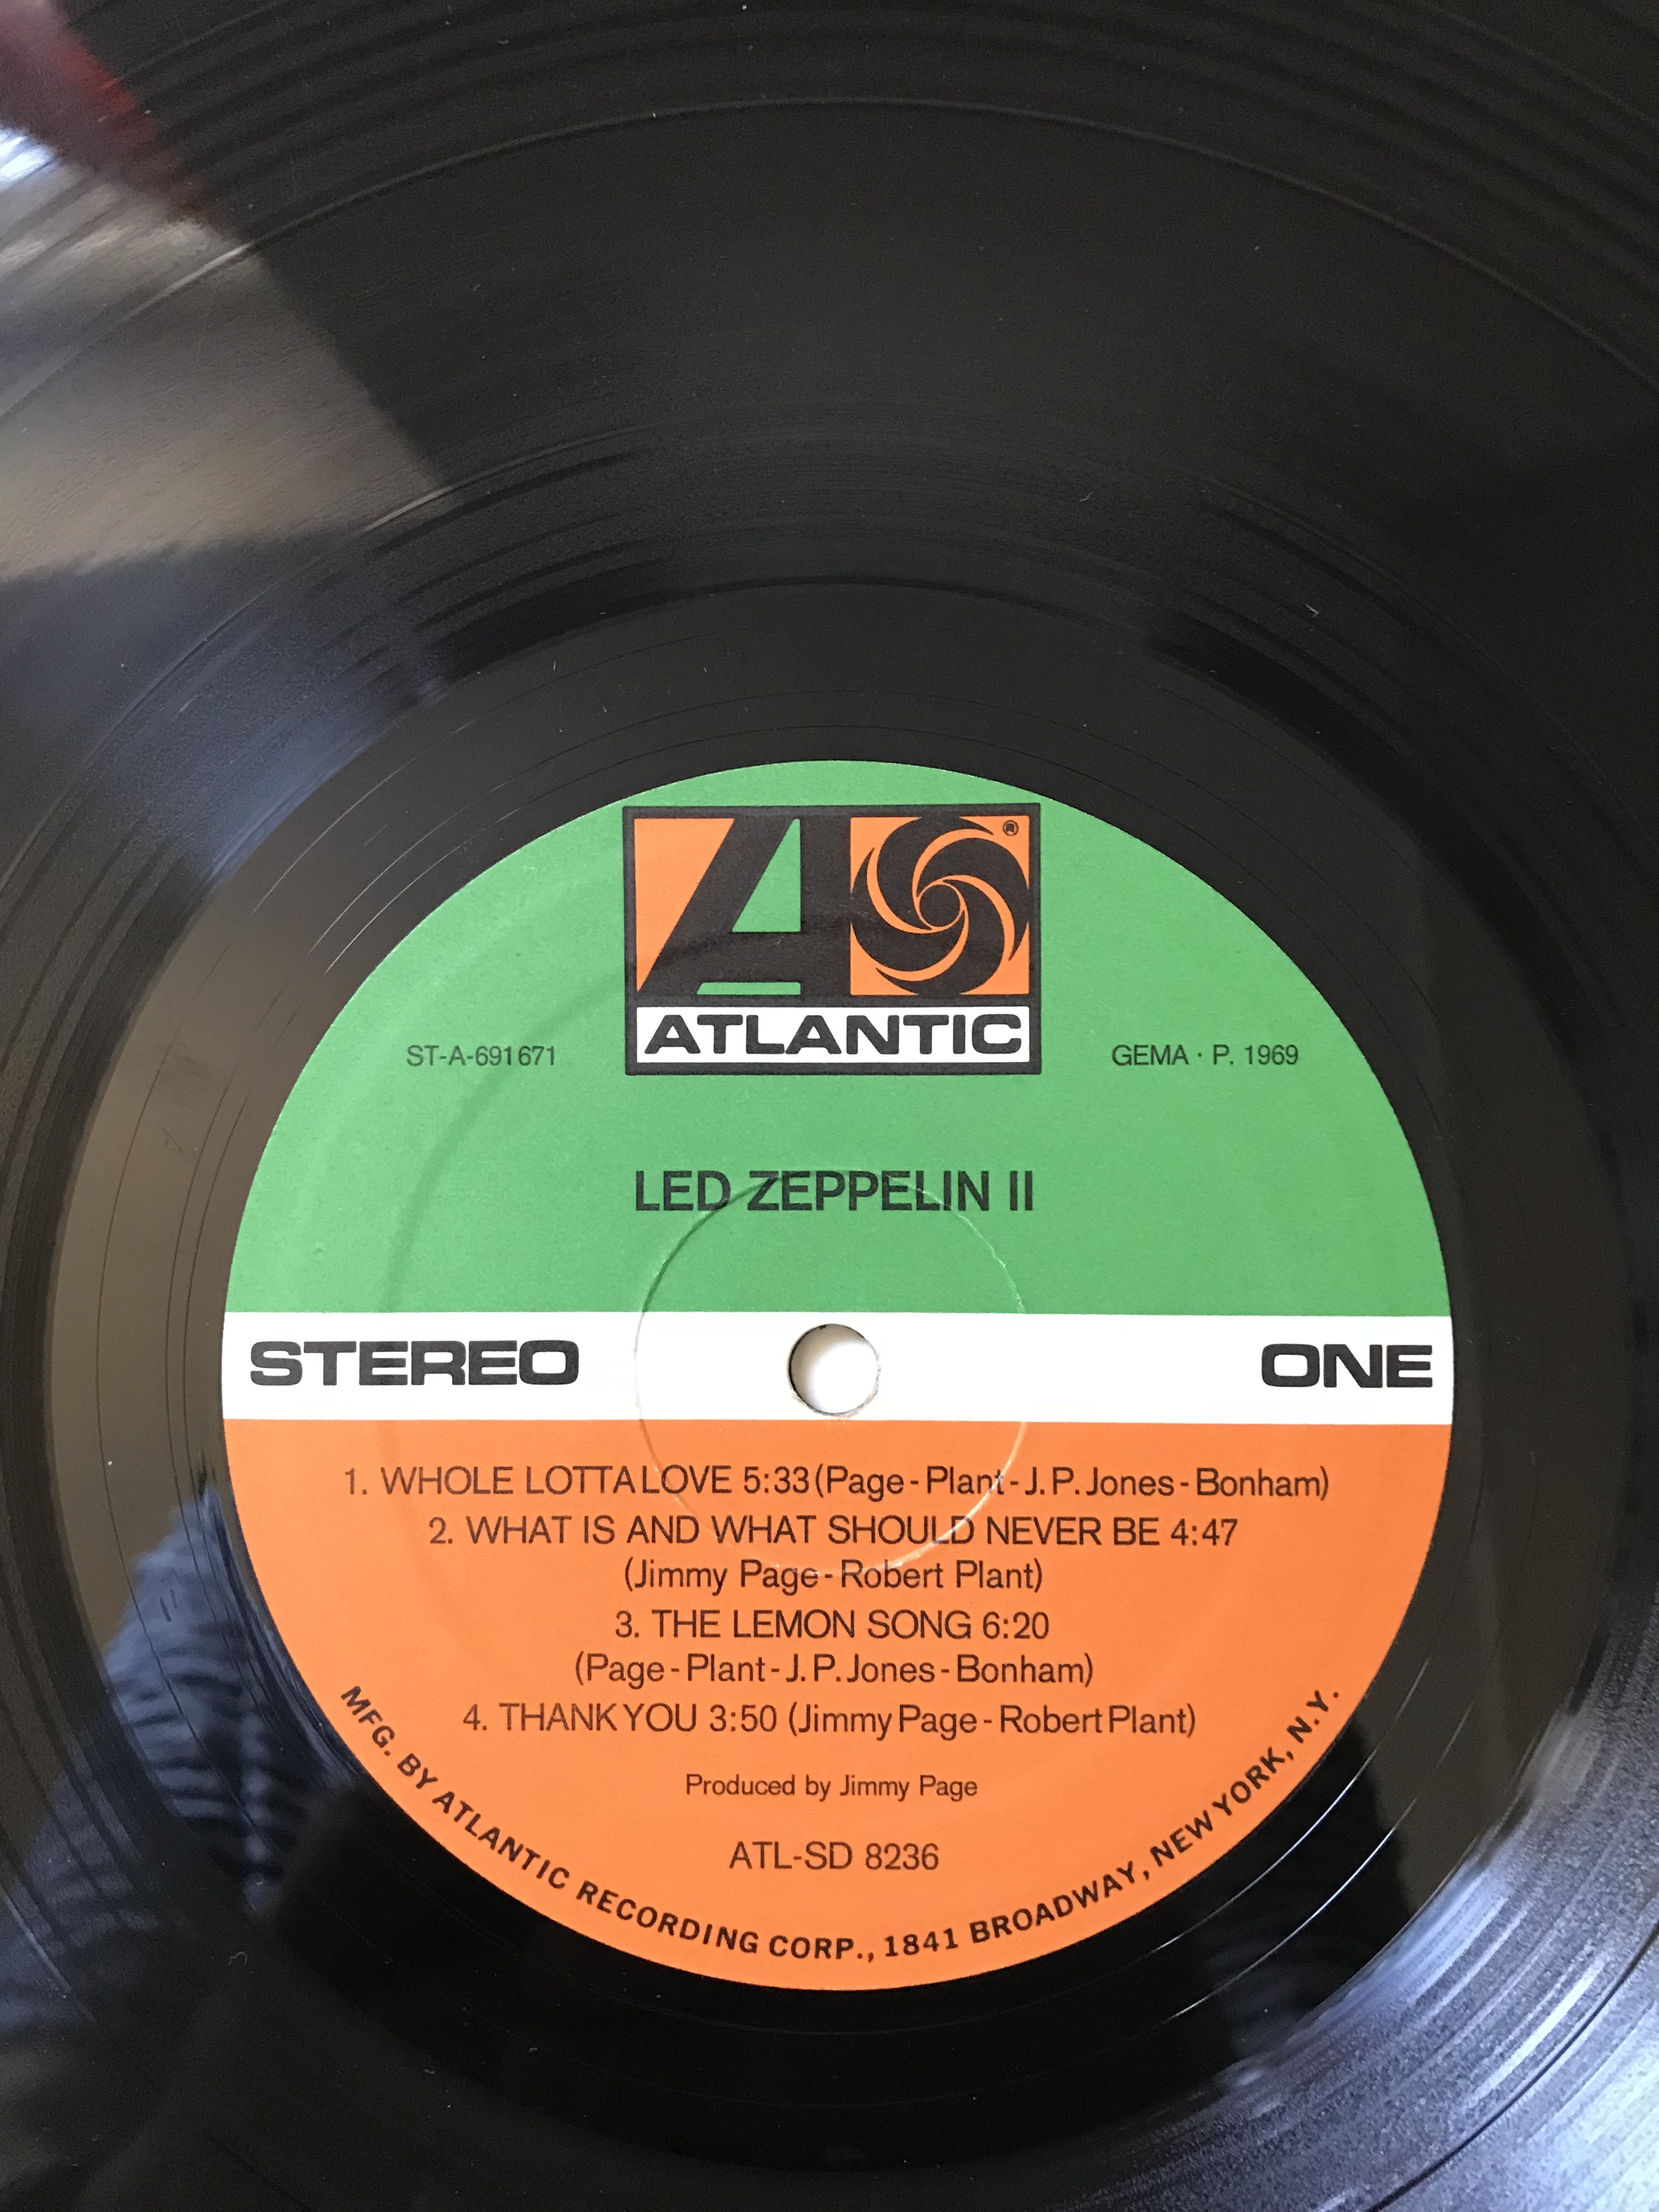 ®
ATLANTIC
ST-A-691671
GEMA · P. 1969
LED ZEPPELIN II
STEREO
ONE
1. WHOLE LOTTA LOVE 5:33 (Page-Plant-J.P. Jones-Bonham)
2. WHAT IS AND WHAT SHOULD NEVER BE 4:47
(Jimmy Page-Robert Plant)
3. THE LEMON SONG 6:20
(Page-Plant-J.P. Jones-Bonham)
4. THANK YOU 3:50 (Jimmy Page-Robert Plant)
Produced by Jimmy Page
ATL-SD 8236
MFG. BY ATLANTIC RECORDING CORP., 1841 BROADWAY, NEW YORK, N.Y.